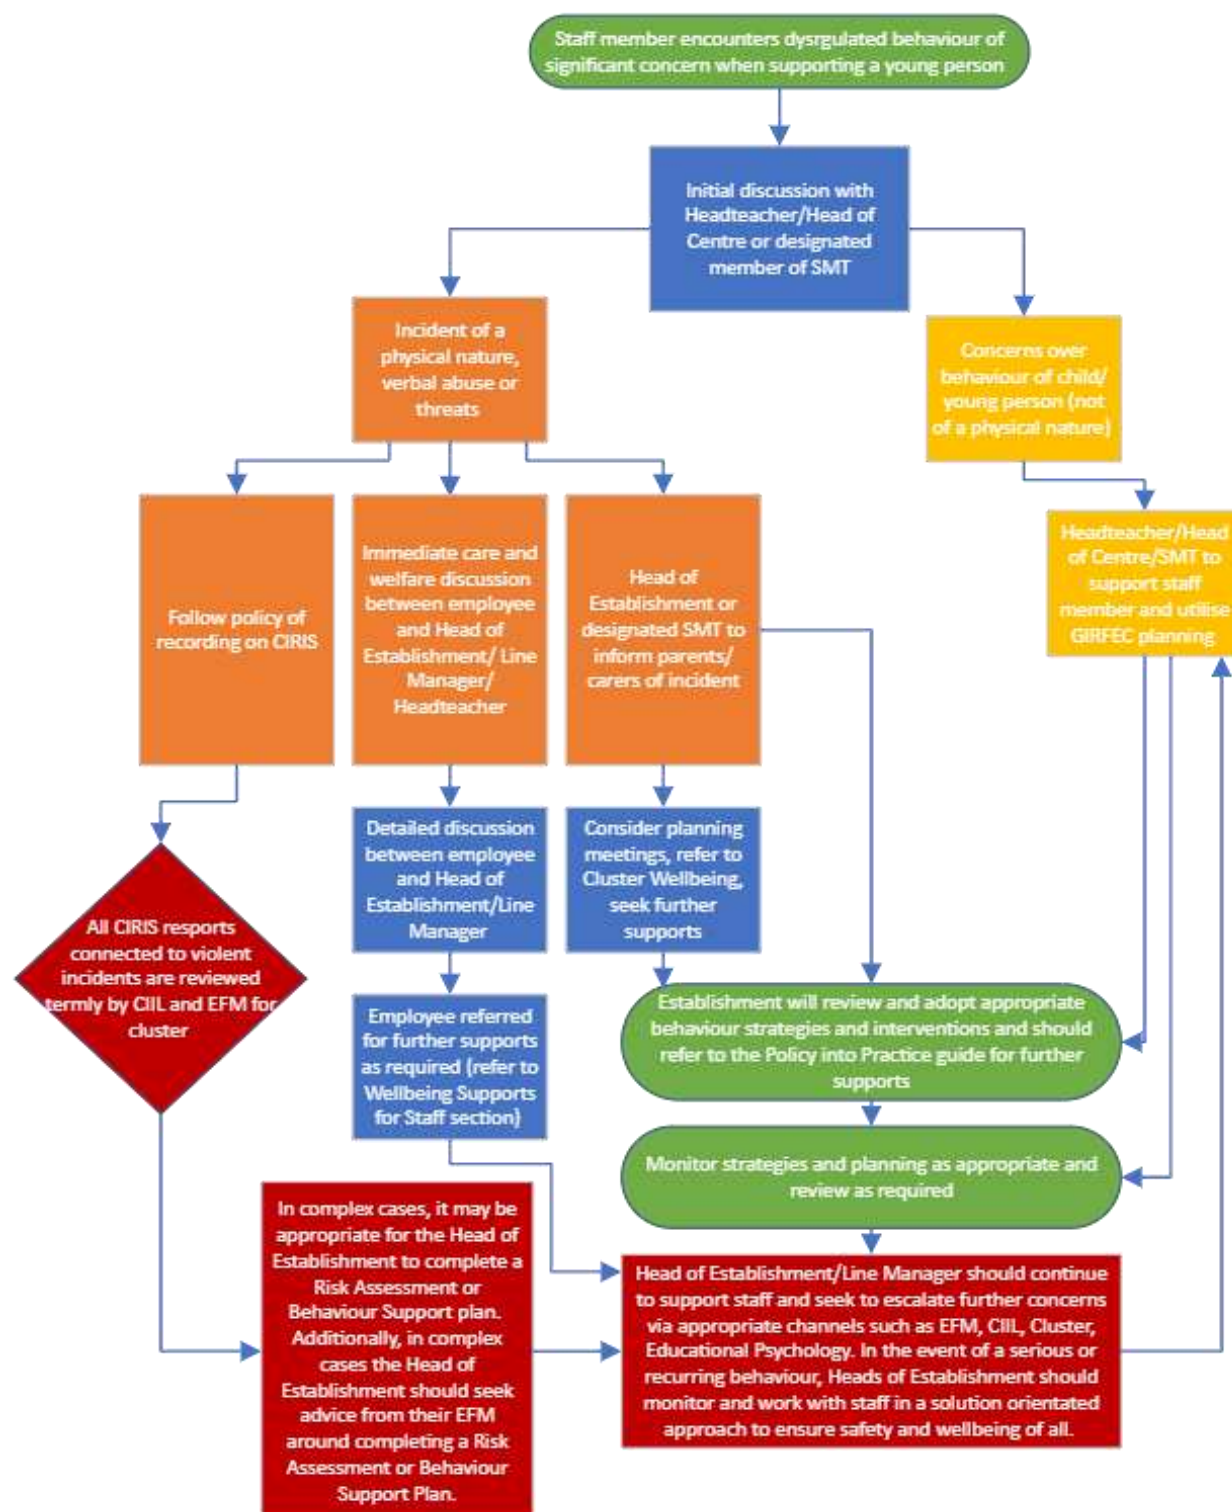 Staff member encounters dysrgulated behaviour of
significant concern when supporting a young person
Initial discussion with
Headteacher/Head of
Centre or designated
member of SMT
Incident of a
physical nature,
verbal abuse or
threats
Concerns over
behaviour of child/
young person (not
of a physical nature)
Follow policy of
recording on CIRIS
Immediate care and
welfare discussion
between employee
and Head of
Establishment/ Line
Manager/
Headteacher
Head of
Establishment or
designated SMT to
inform parents/
carers of incident
Headteacher/Head
of Centre/SMT to
support staff
member and utilise
GIRFEC planning
All CIRIS resports
connected to violent
incidents are reviewed
termly by CIIL and EFM for
cluster
Detailed discussion
between employee
and Head of
Establishment/Line
Manager
Consider planning
meetings, refer to
Cluster Wellbeing,
seek further
supports
Employee referred
for further supports
as required (refer to
Wellbeing Supports
for Staff section)
Establishment will review and adopt appropriate
behaviour strategies and interventions and should
refer to the Policy into Practice guide for further
supports
Monitor strategies and planning as appropriate and
review as required
In complex cases, it may be
appropriate for the Head of
Establishment to complete a
Risk Assessment or
Behaviour Support plan.
Additionally, in complex
cases the Head of
Establishment should seek
advice from their EFM
around completing a Risk
Assessment or Behaviour
Support Plan.
Head of Establishment/Line Manager should continue
to support staff and seek to escalate further concerns
via appropriate channels such as EFM, CIIL, Cluster,
Educational Psychology. In the event of a serious or
recurring behaviour, Heads of Establishment should
monitor and work with staff in a solution orientated
approach to ensure safety and wellbeing of all.